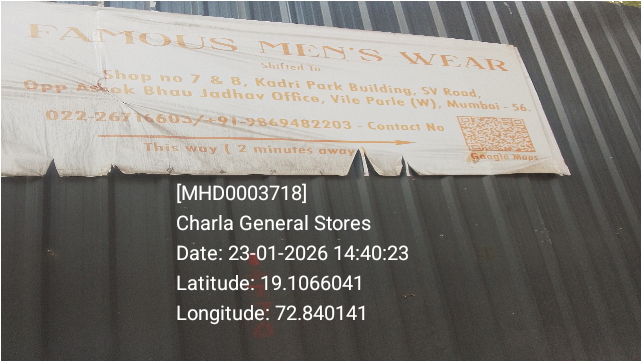 FAMOUS MEN'S WEAR
Shifted To
Shop no 7 & 8, Kadri Park Building, SV Road,
Opp Ashok Bhau Jadhav Office, Vile Parle (W), Mumbai - 56.
022-26716603/+91-9869482203 - Contact No
This way ( 2 minutes away
Google Maps
[MHD0003718]
Charla General Stores
Date: 23-01-2026 14:40:23
Latitude: 19.1066041
Longitude: 72.840141